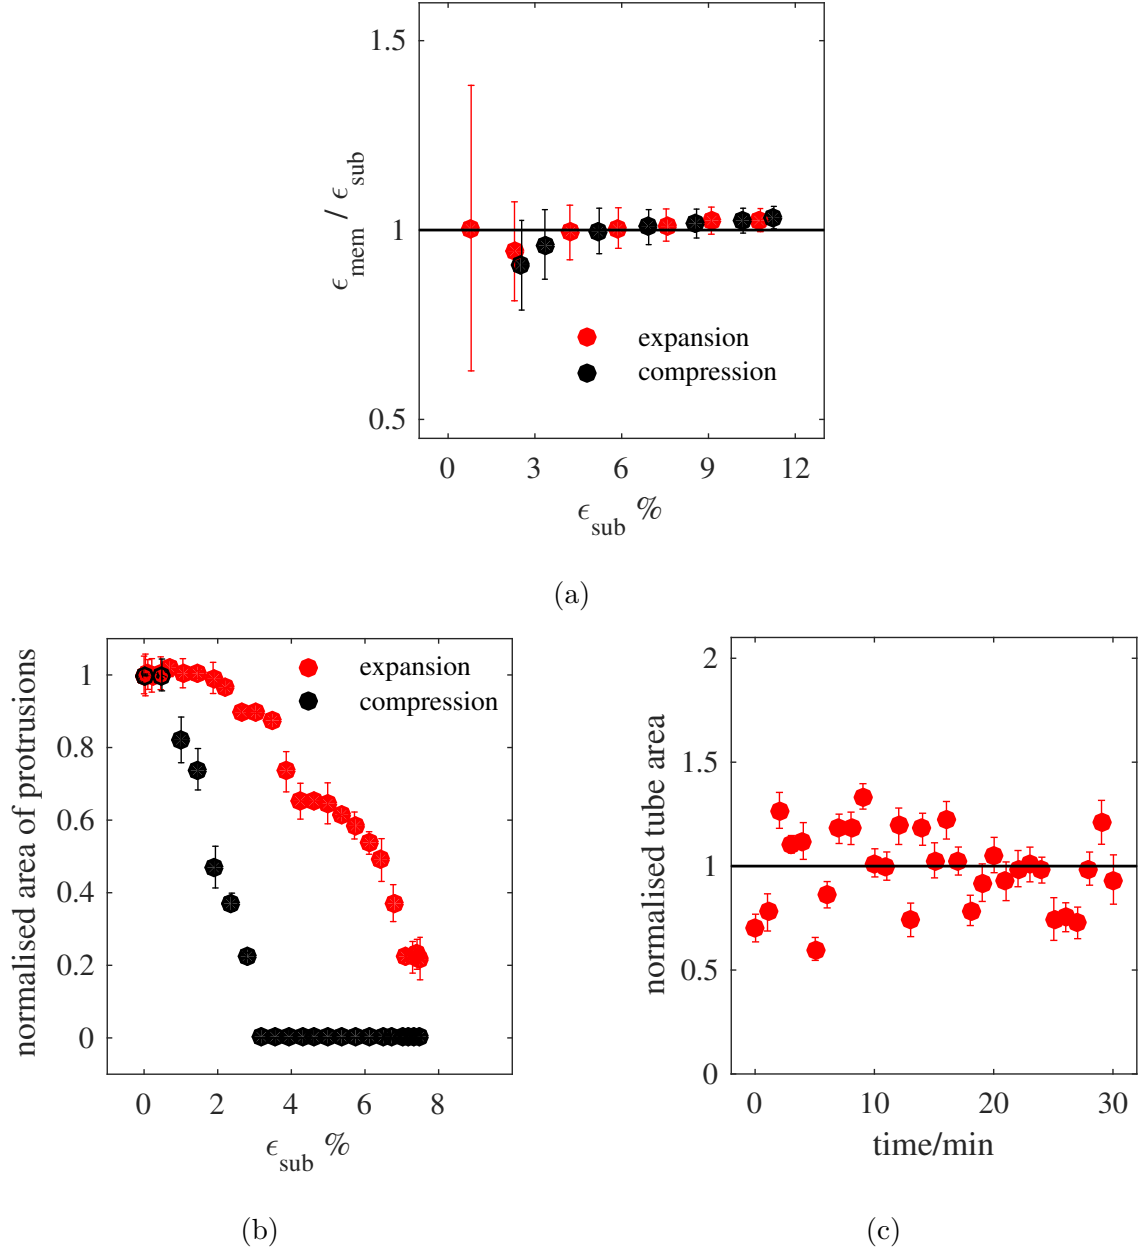 1.5
1
0.5
ϵmem / ϵsub
expansion
compression
0 3 6 9 12
ϵsub %
(a)
1
0.8
0.6
0.4
0.2
0
normalised area of protrusions
expansion
compression
0 2 4 6 8
ϵsub %
(b)
2
1.5
1
0.5
0
normalised tube area
0 10 20 30
time/min
(c)